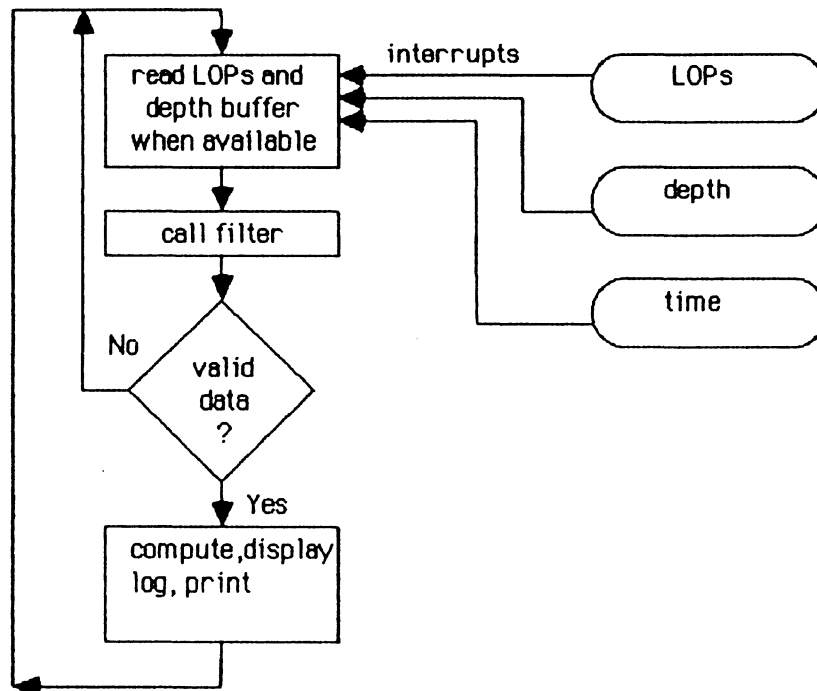 interrupts
LOPs
read LOPs and
depth buffer
when available
depth
call filter
time
No
valid
data
?
Yes
compute,display
log, print